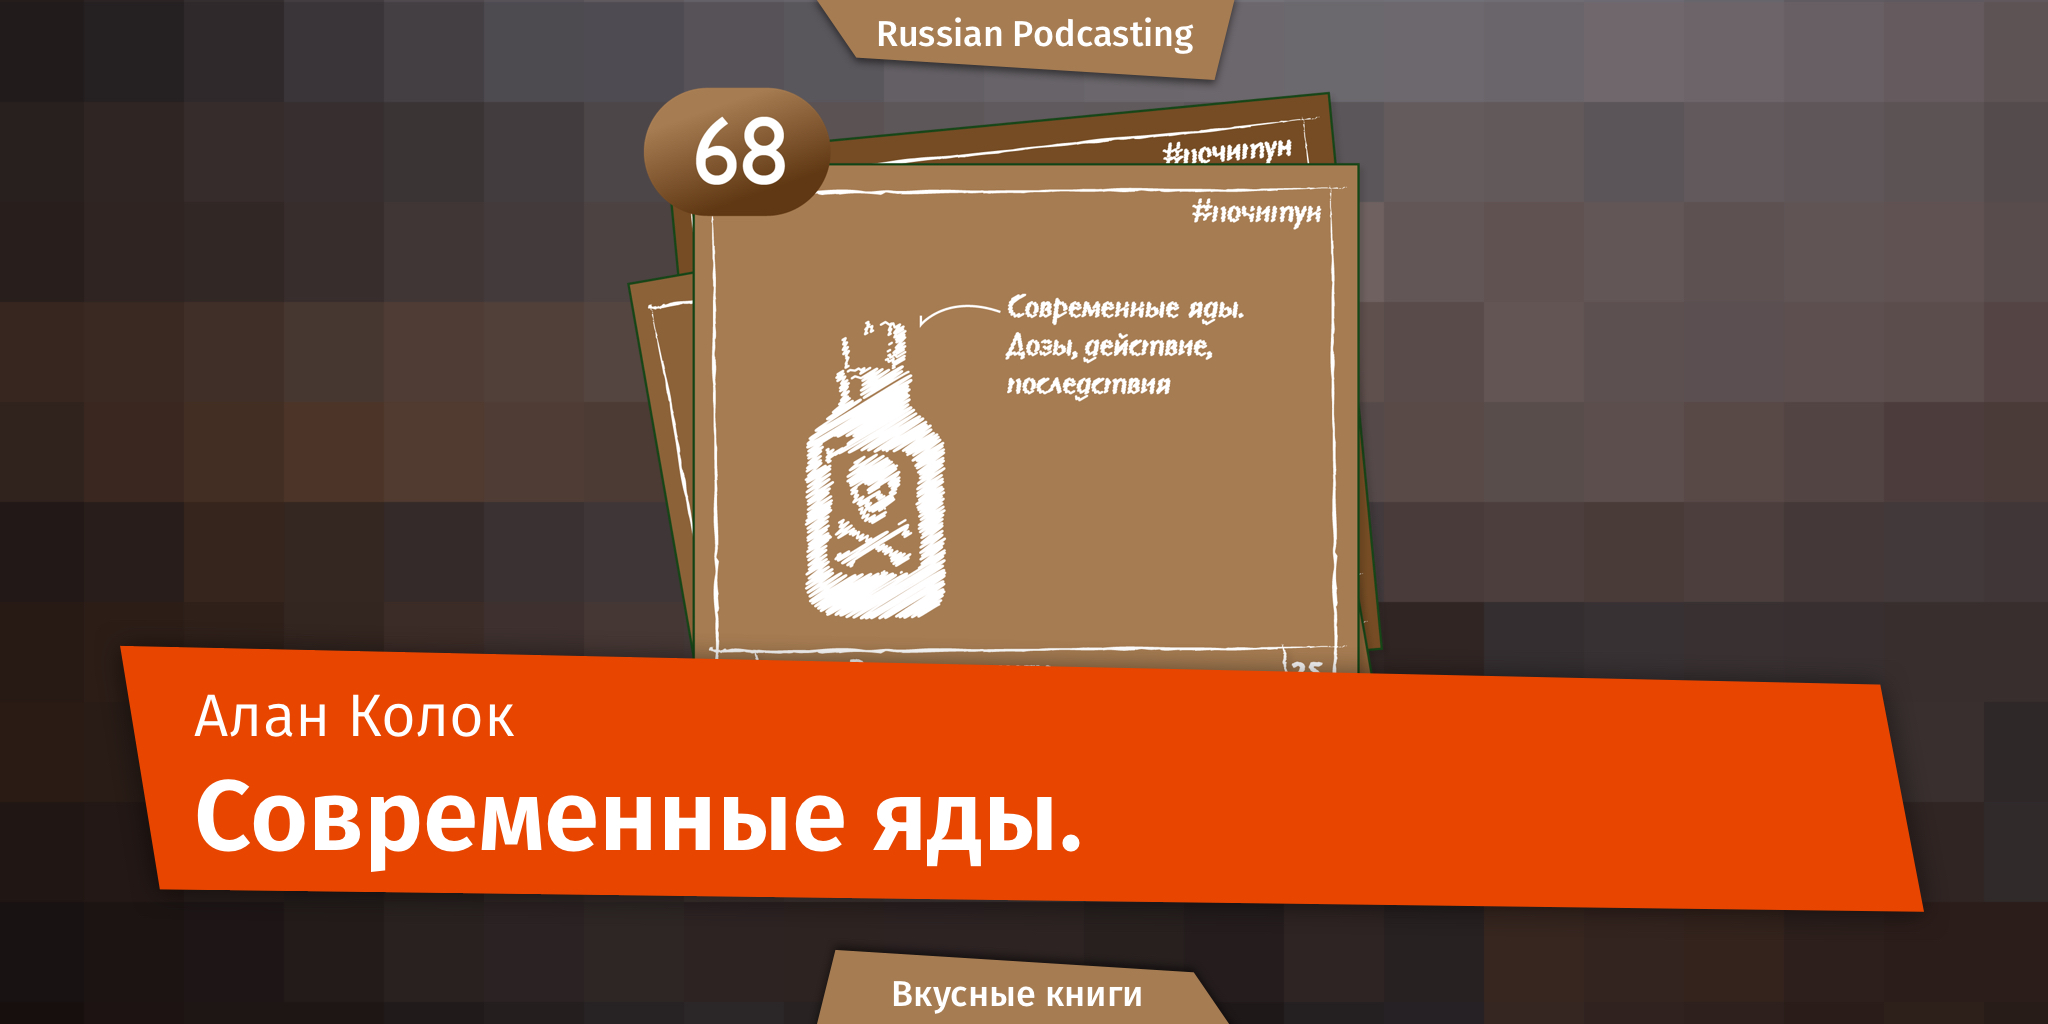 Russian Podcasting
68
#почитун
#почитун
Современные яды.
Дозы, действие,
последствия
Алан Колок
Современные яды.
Вкусные книги